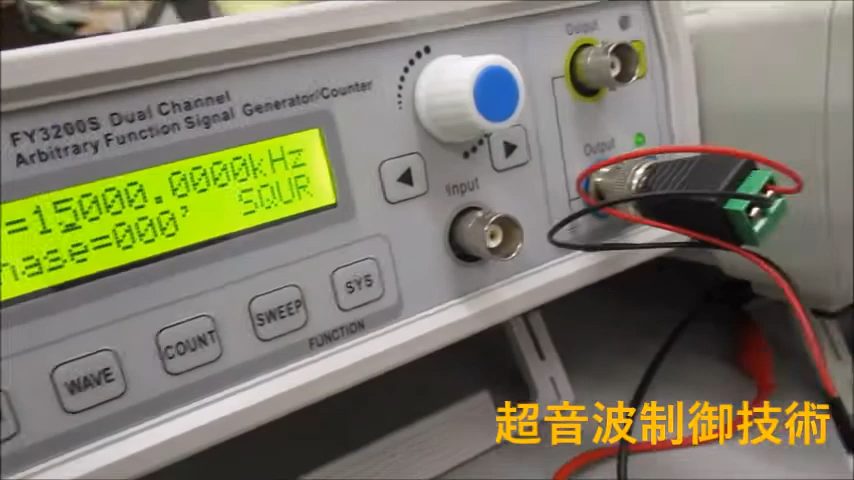 FY3200S Dual Channel
Arbitrary Function Signal Generator/Counter
=15000.0000kHz
hase=000° SQUR
WAVE
COUNT
SWEEP
SYS
FUNCTION
Input
Output
Output
超音波制御技術